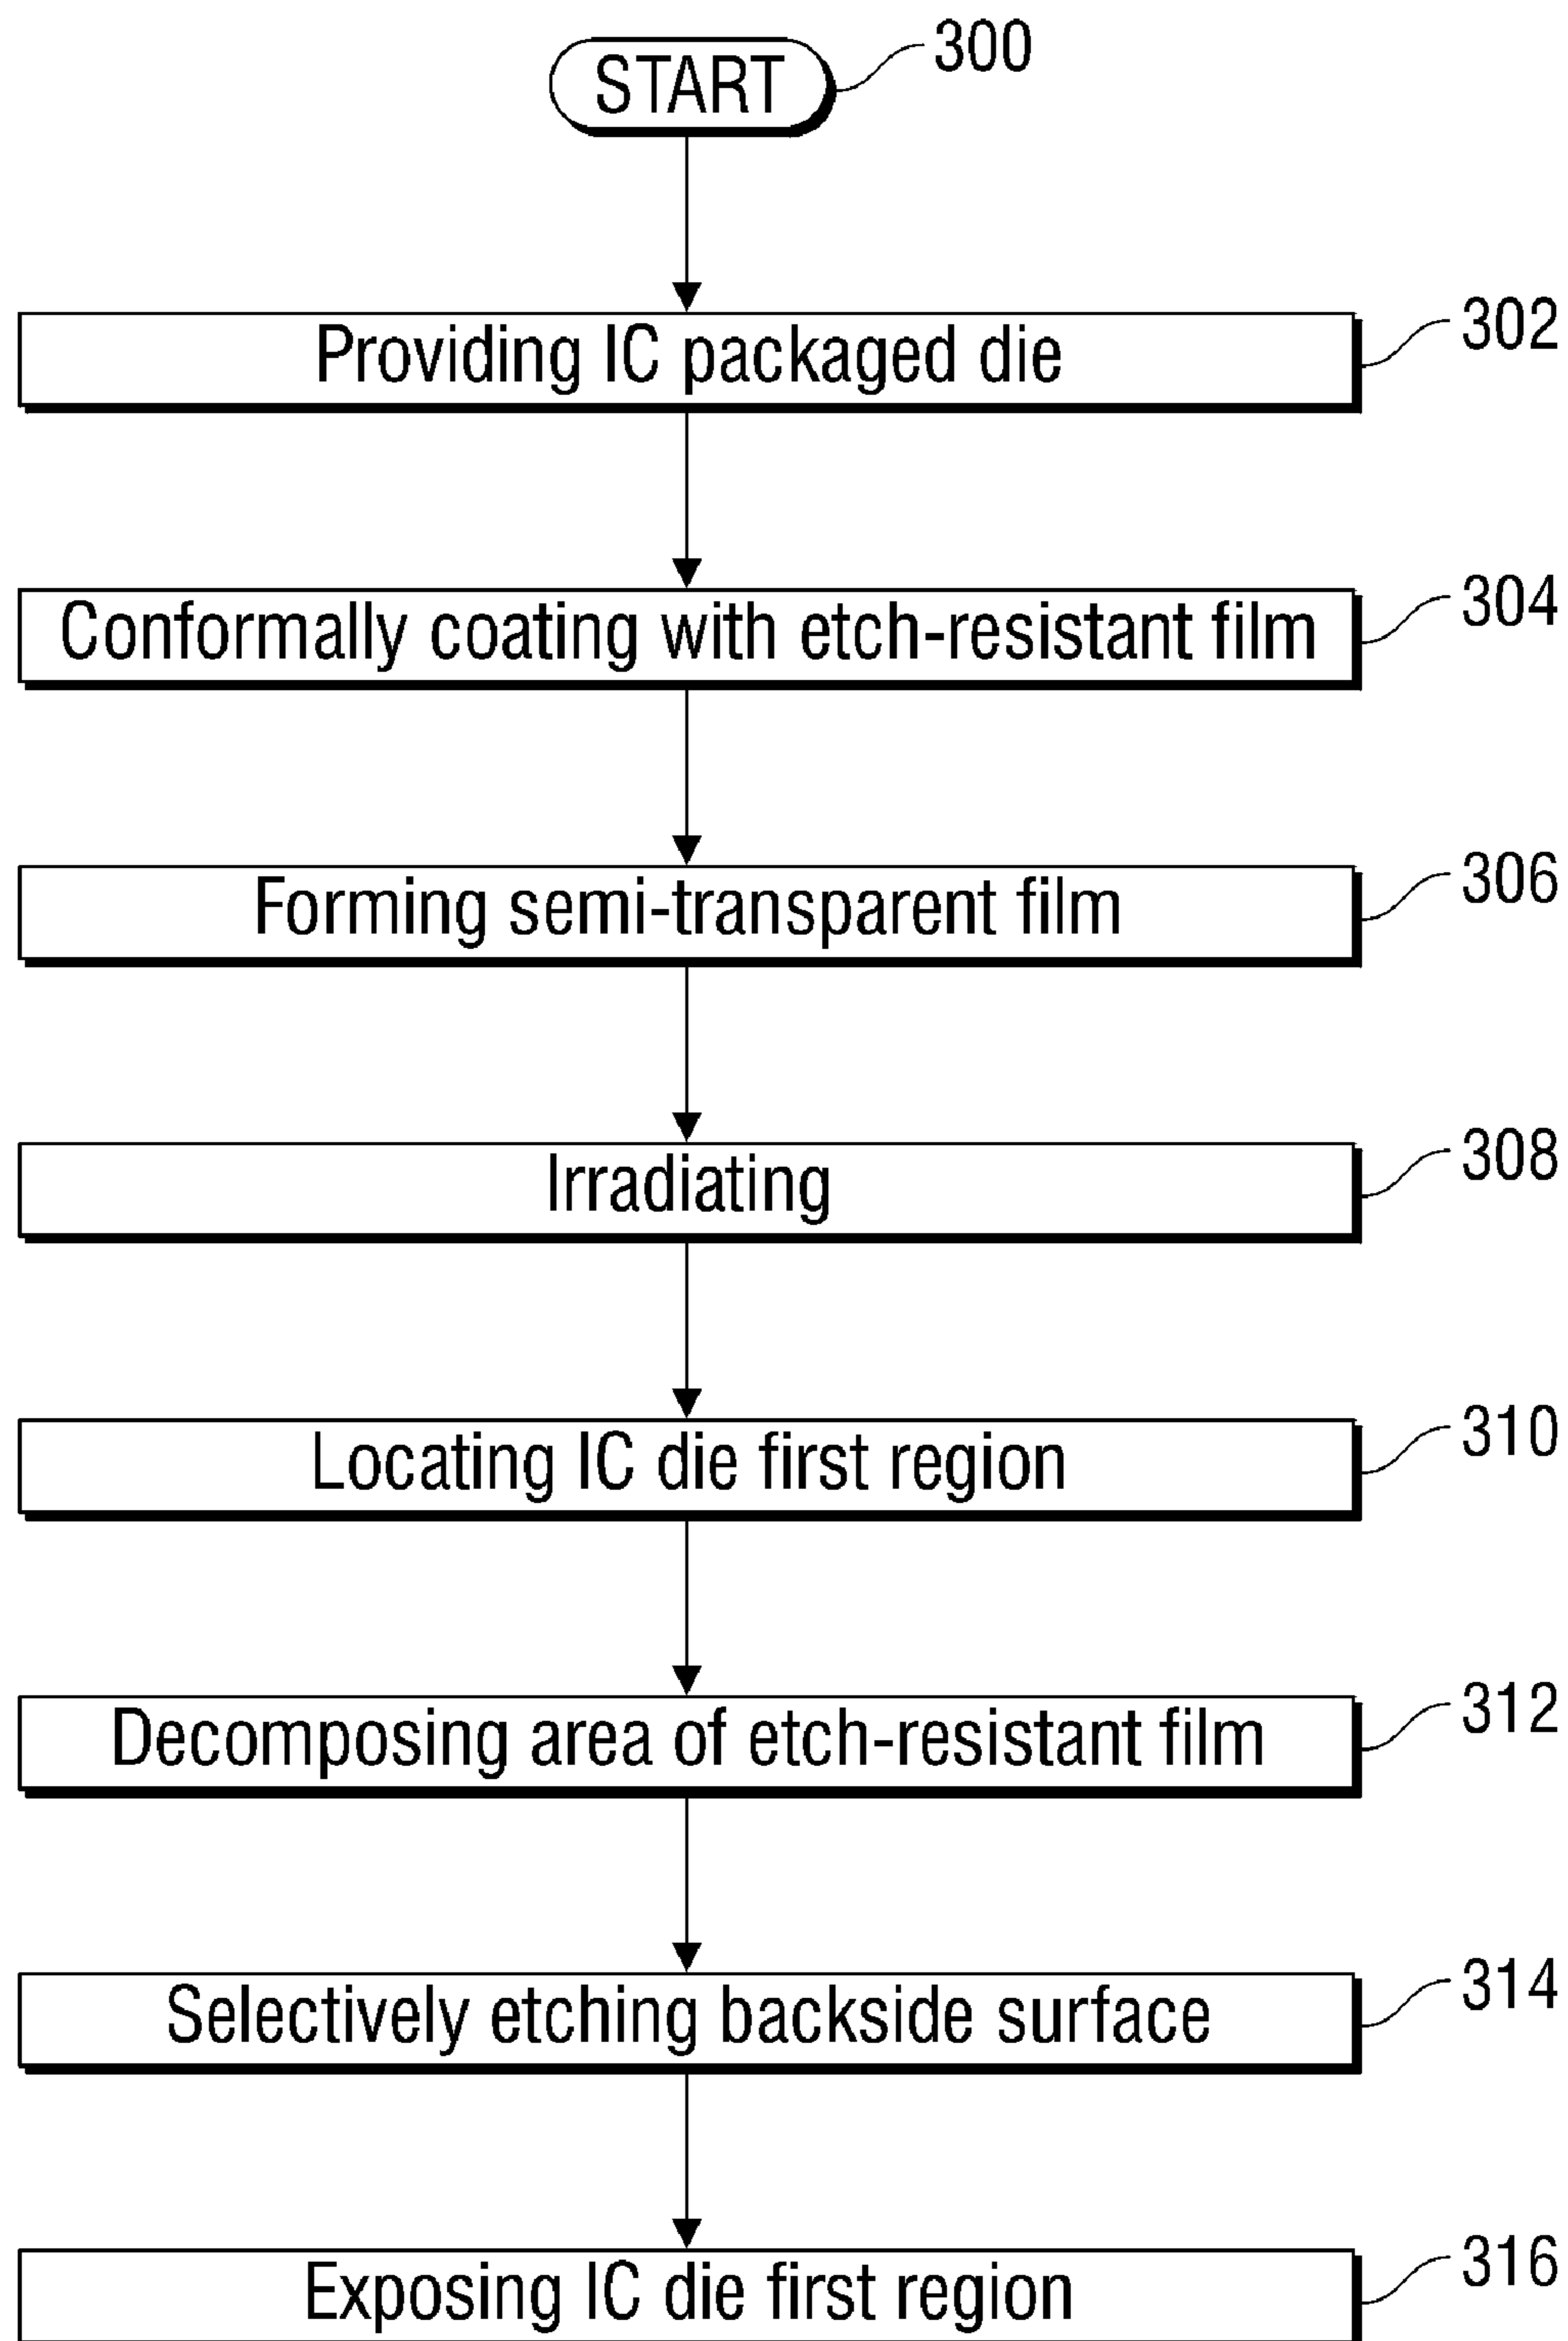 START
300
Providing IC packaged die
302
Conformally coating with etch-resistant film
304
Forming semi-transparent film
306
Irradiating
308
Locating IC die first region
310
Decomposing area of etch-resistant film
312
Selectively etching backside surface
314
Exposing IC die first region
316